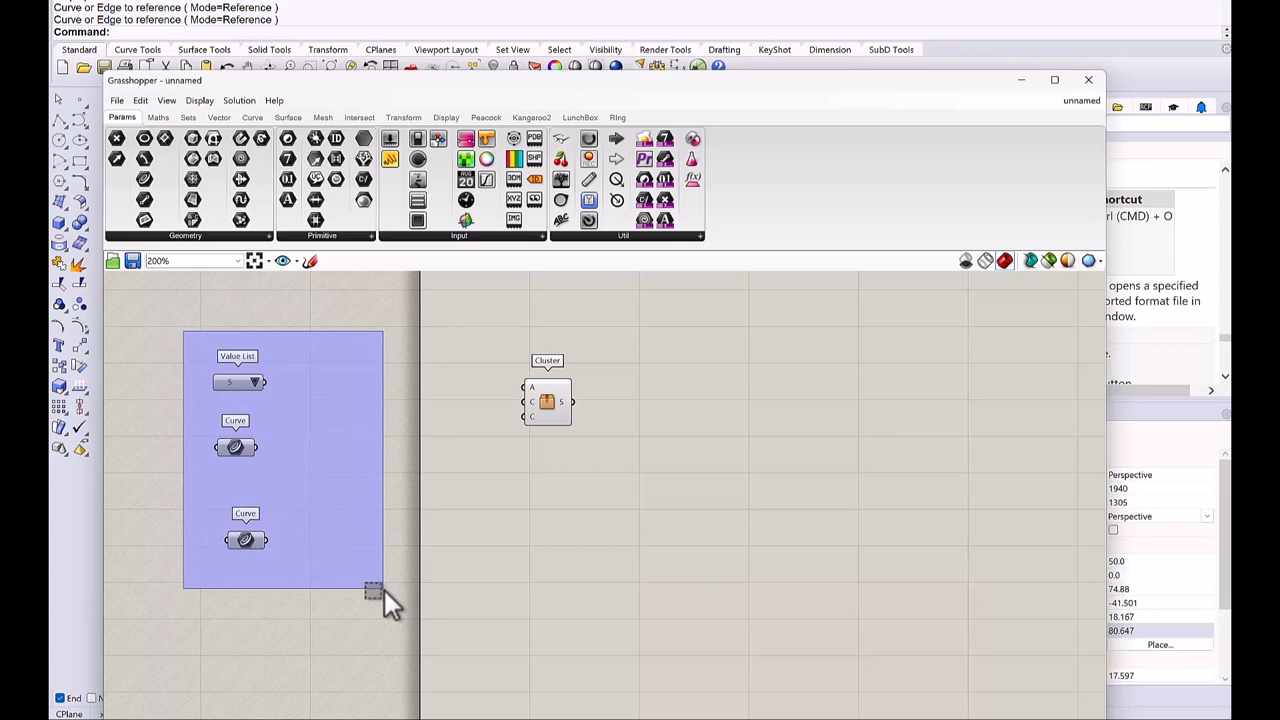 Curve or Edge to reference ( Mode=Reference )
Curve or Edge to reference ( Mode=Reference )
Command:
Standard Curve Tools Surface Tools Solid Tools Transform CPlanes Viewport Layout Set View Select Visibility Render Tools Drafting KeyShot Dimension SubD Tools
Grasshopper - unnamed
File Edit View Display Solution Help unnamed
Params Maths Sets Vector Curve Surface Mesh Intersect Transform Display Peacock Kangaroo2 LunchBox RIng
Geometry Primitive Input Util
200%
Value List
5
Curve
Curve
Cluster
A
C S
C
hortcut
rl (CMD) + O
opens a specified
orted format file in
ndow.
e.
utton
Perspective
1940
1305
Perspective
50.0
0.0
74.88
-41.501
18.167
80.647
Place...
17.597
End N
CPlane